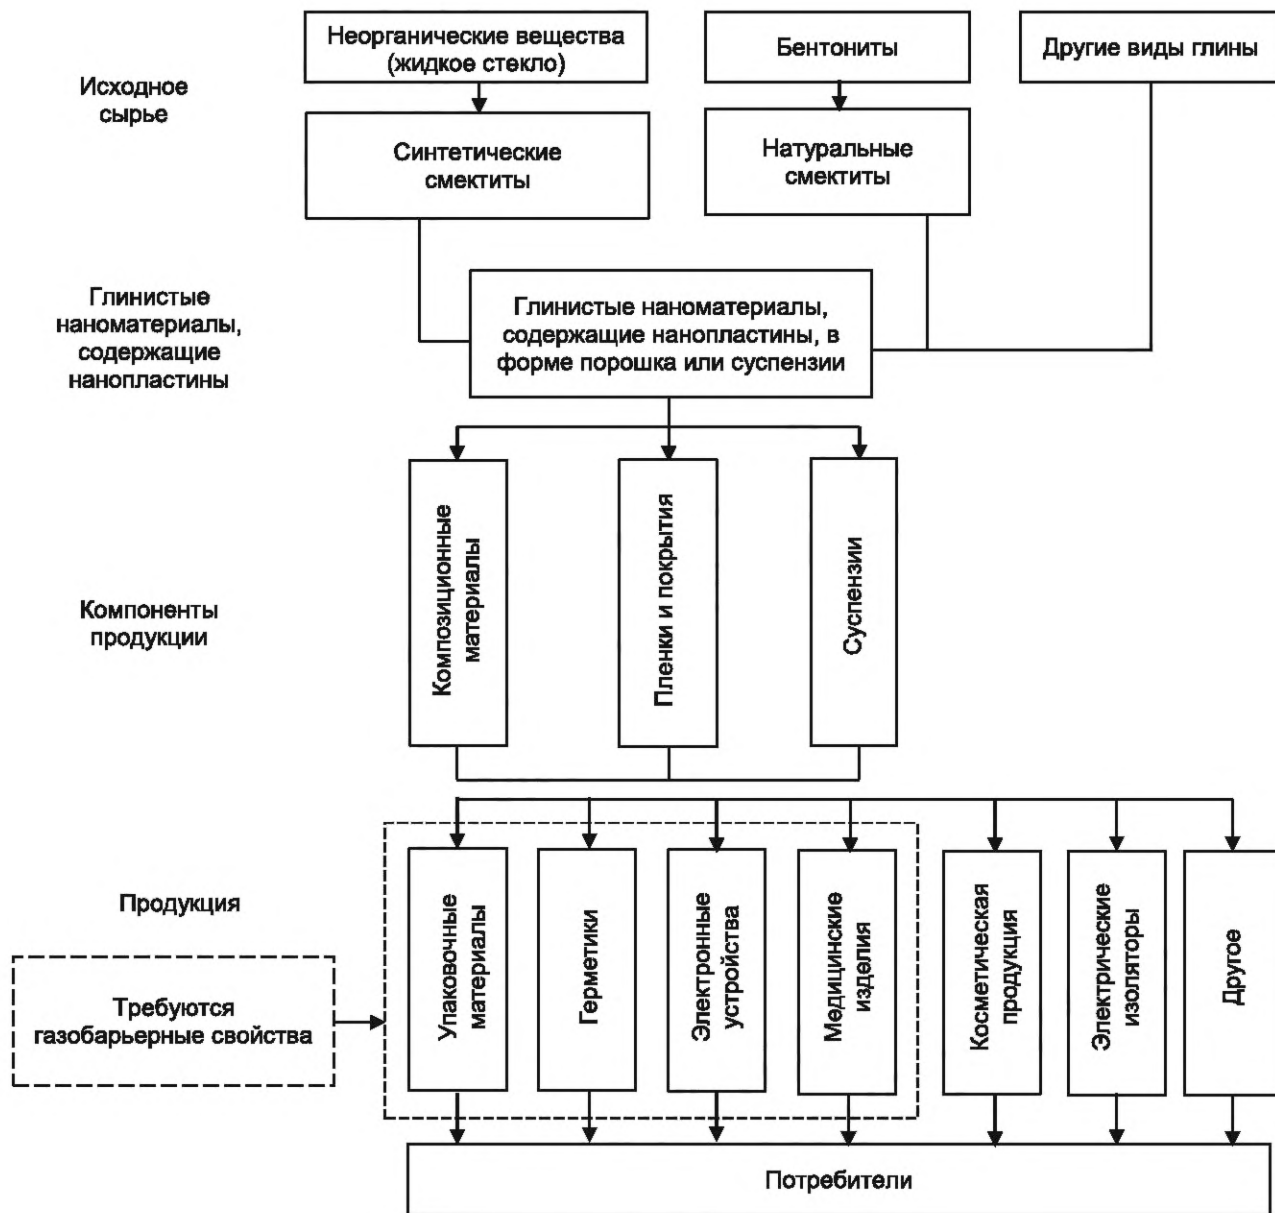 Неорганические вещества
(жидкое стекло)
Бентониты
Другие виды глины
Исходное
сырье
Синтетические
смектиты
Натуральные
смектиты
Глинистые
наноматериалы,
содержащие
нанопластины
Глинистые наноматериалы,
содержащие нанопластины, в
форме порошка или суспензии
Компоненты
продукции
Композиционные
материалы
Пленки и покрытия
Суспензии
Продукция
Требуются
газобарьерные свойства
Упаковочные
материалы
Герметики
Электронные
устройства
Медицинские
изделия
Косметическая
продукция
Электрические
изоляторы
Другое
Потребители